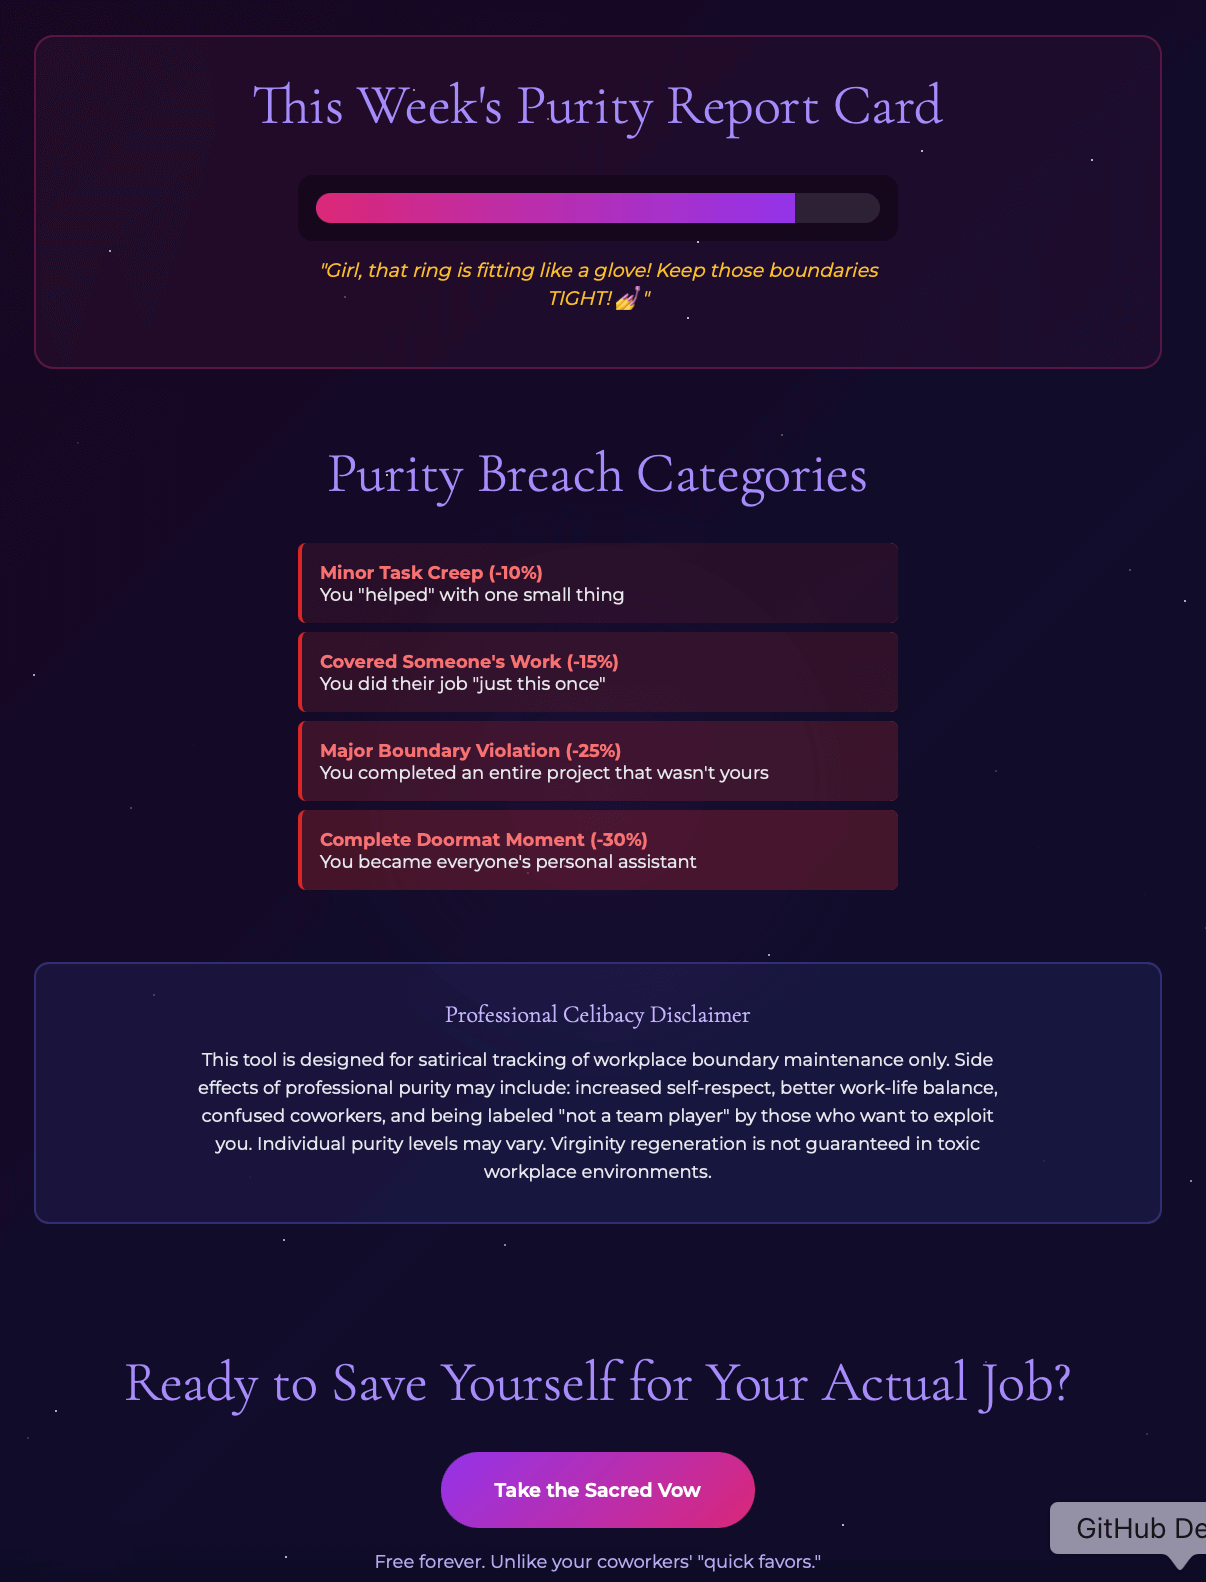 This Week's Purity Report Card
"Girl, that ring is fitting like a glove! Keep those boundaries
TIGHT! 💅"
Purity Breach Categories
Minor Task Creep (-10%)
You "helped" with one small thing
Covered Someone's Work (-15%)
You did their job "just this once"
Major Boundary Violation (-25%)
You completed an entire project that wasn't yours
Complete Doormat Moment (-30%)
You became everyone's personal assistant
Professional Celibacy Disclaimer
This tool is designed for satirical tracking of workplace boundary maintenance only. Side
effects of professional purity may include: increased self-respect, better work-life balance,
confused coworkers, and being labeled "not a team player" by those who want to exploit
you. Individual purity levels may vary. Virginity regeneration is not guaranteed in toxic
workplace environments.
Ready to Save Yourself for Your Actual Job?
Take the Sacred Vow
GitHub De
Free forever. Unlike your coworkers' "quick favors."